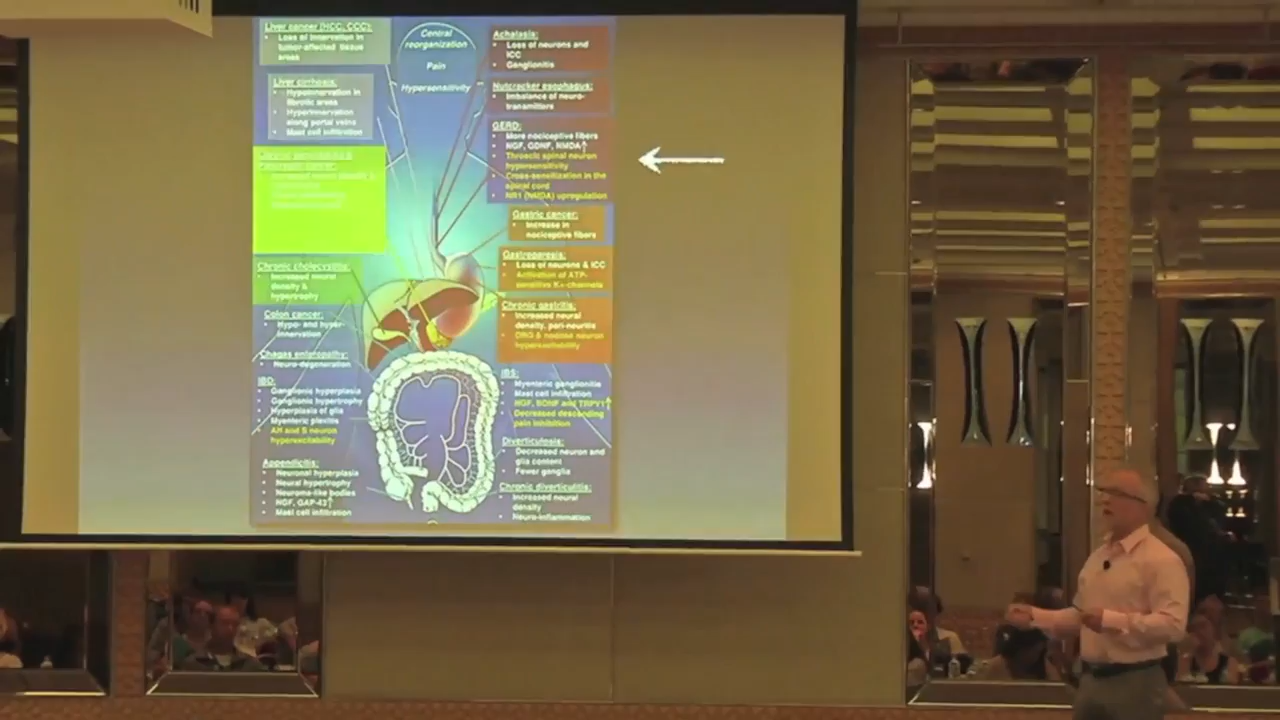 Liver cancer (HCC, CCC):
Loss of innervation in
tumor-affected tissue
areas
Liver cirrhosis:
Hypoinnervation in
fibrotic areas
Hyperinnervation
along portal veins
Mast cell infiltration
Chronic cholecystitis:
Increased neural
density &
hypertrophy
Colon cancer:
Hypo- and hyper-
innervation
Chagas enteropathy:
Neuro-degeneration
IBD:
Ganglionic hyperplasia
Ganglionic hypertrophy
Hyperplasia of glia
Myenteric plexitis
AH and S neuron
hyperexcitability
Appendicitis:
Neuronal hyperplasia
Neural hypertrophy
Neuroma-like bodies
NGF, GAP-43↑
Mast cell infiltration
Central
reorganization
Pain
Hypersensitivity
Achalasia:
Loss of neurons and
ICC
Ganglionitis
Nutcracker esophagus:
Imbalance of neuro-
transmitters
GERD:
More nociceptive fibers
NGF, GDNF, NMDA↑
Thoracic spinal neuron
hypersensitivity
Cross-sensitization in the
spinal cord
NR1 (NMDA) upregulation
Gastric cancer:
Increase in
nociceptive fibers
Gastroparesis:
Loss of neurons & ICC
Activation of ATP-
sensitive K+-channels
Chronic gastritis:
Increased neural
density, peri-neuritis
DRG & nodose neuron
hyperexcitability
IBS:
Myenteric ganglionitis
Mast cell infiltration
NGF, BDNF and TRPV1↑
Decreased descending
pain inhibition
Diverticulosis:
Decreased neuron and
glia content
Fewer ganglia
Chronic diverticulitis:
Increased neural
density
Neuro-inflammation